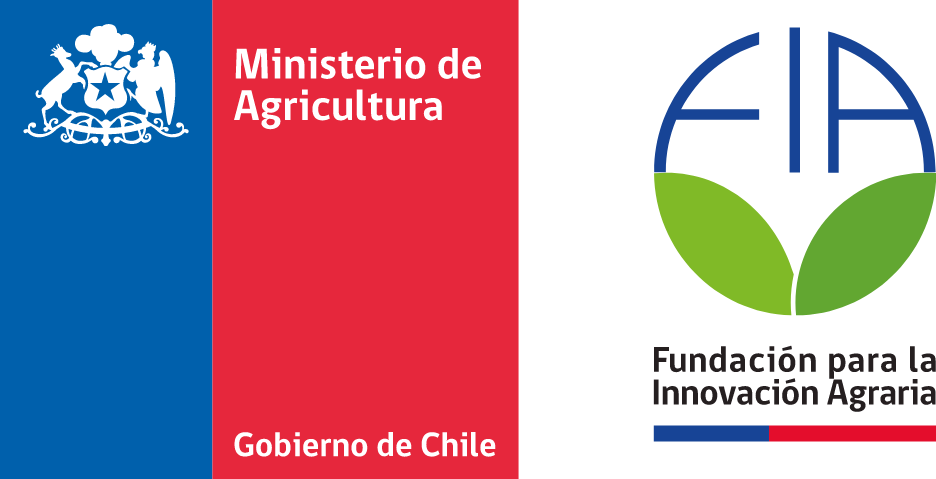 Ministerio de
Agricultura
Gobierno de Chile
FIA
Fundación para la
Innovación Agraria